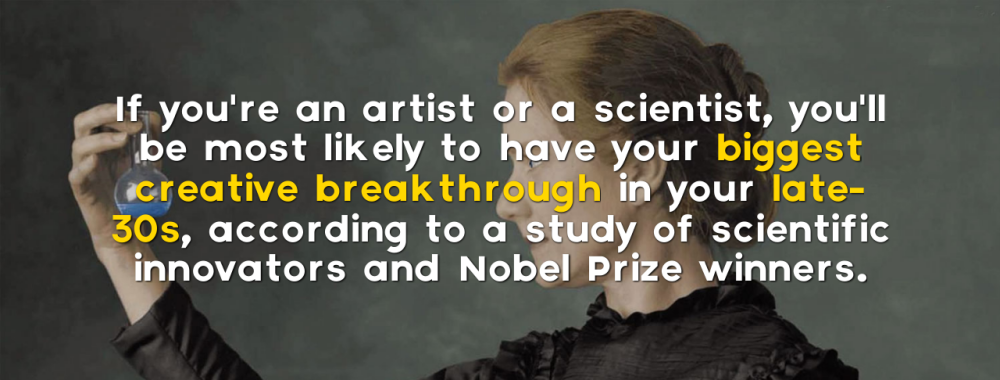 If you're an artist or a scientist, you'll
be most likely to have your biggest
creative breakthrough in your late-
30s, according to a study of scientific
innovators and Nobel Prize winners.